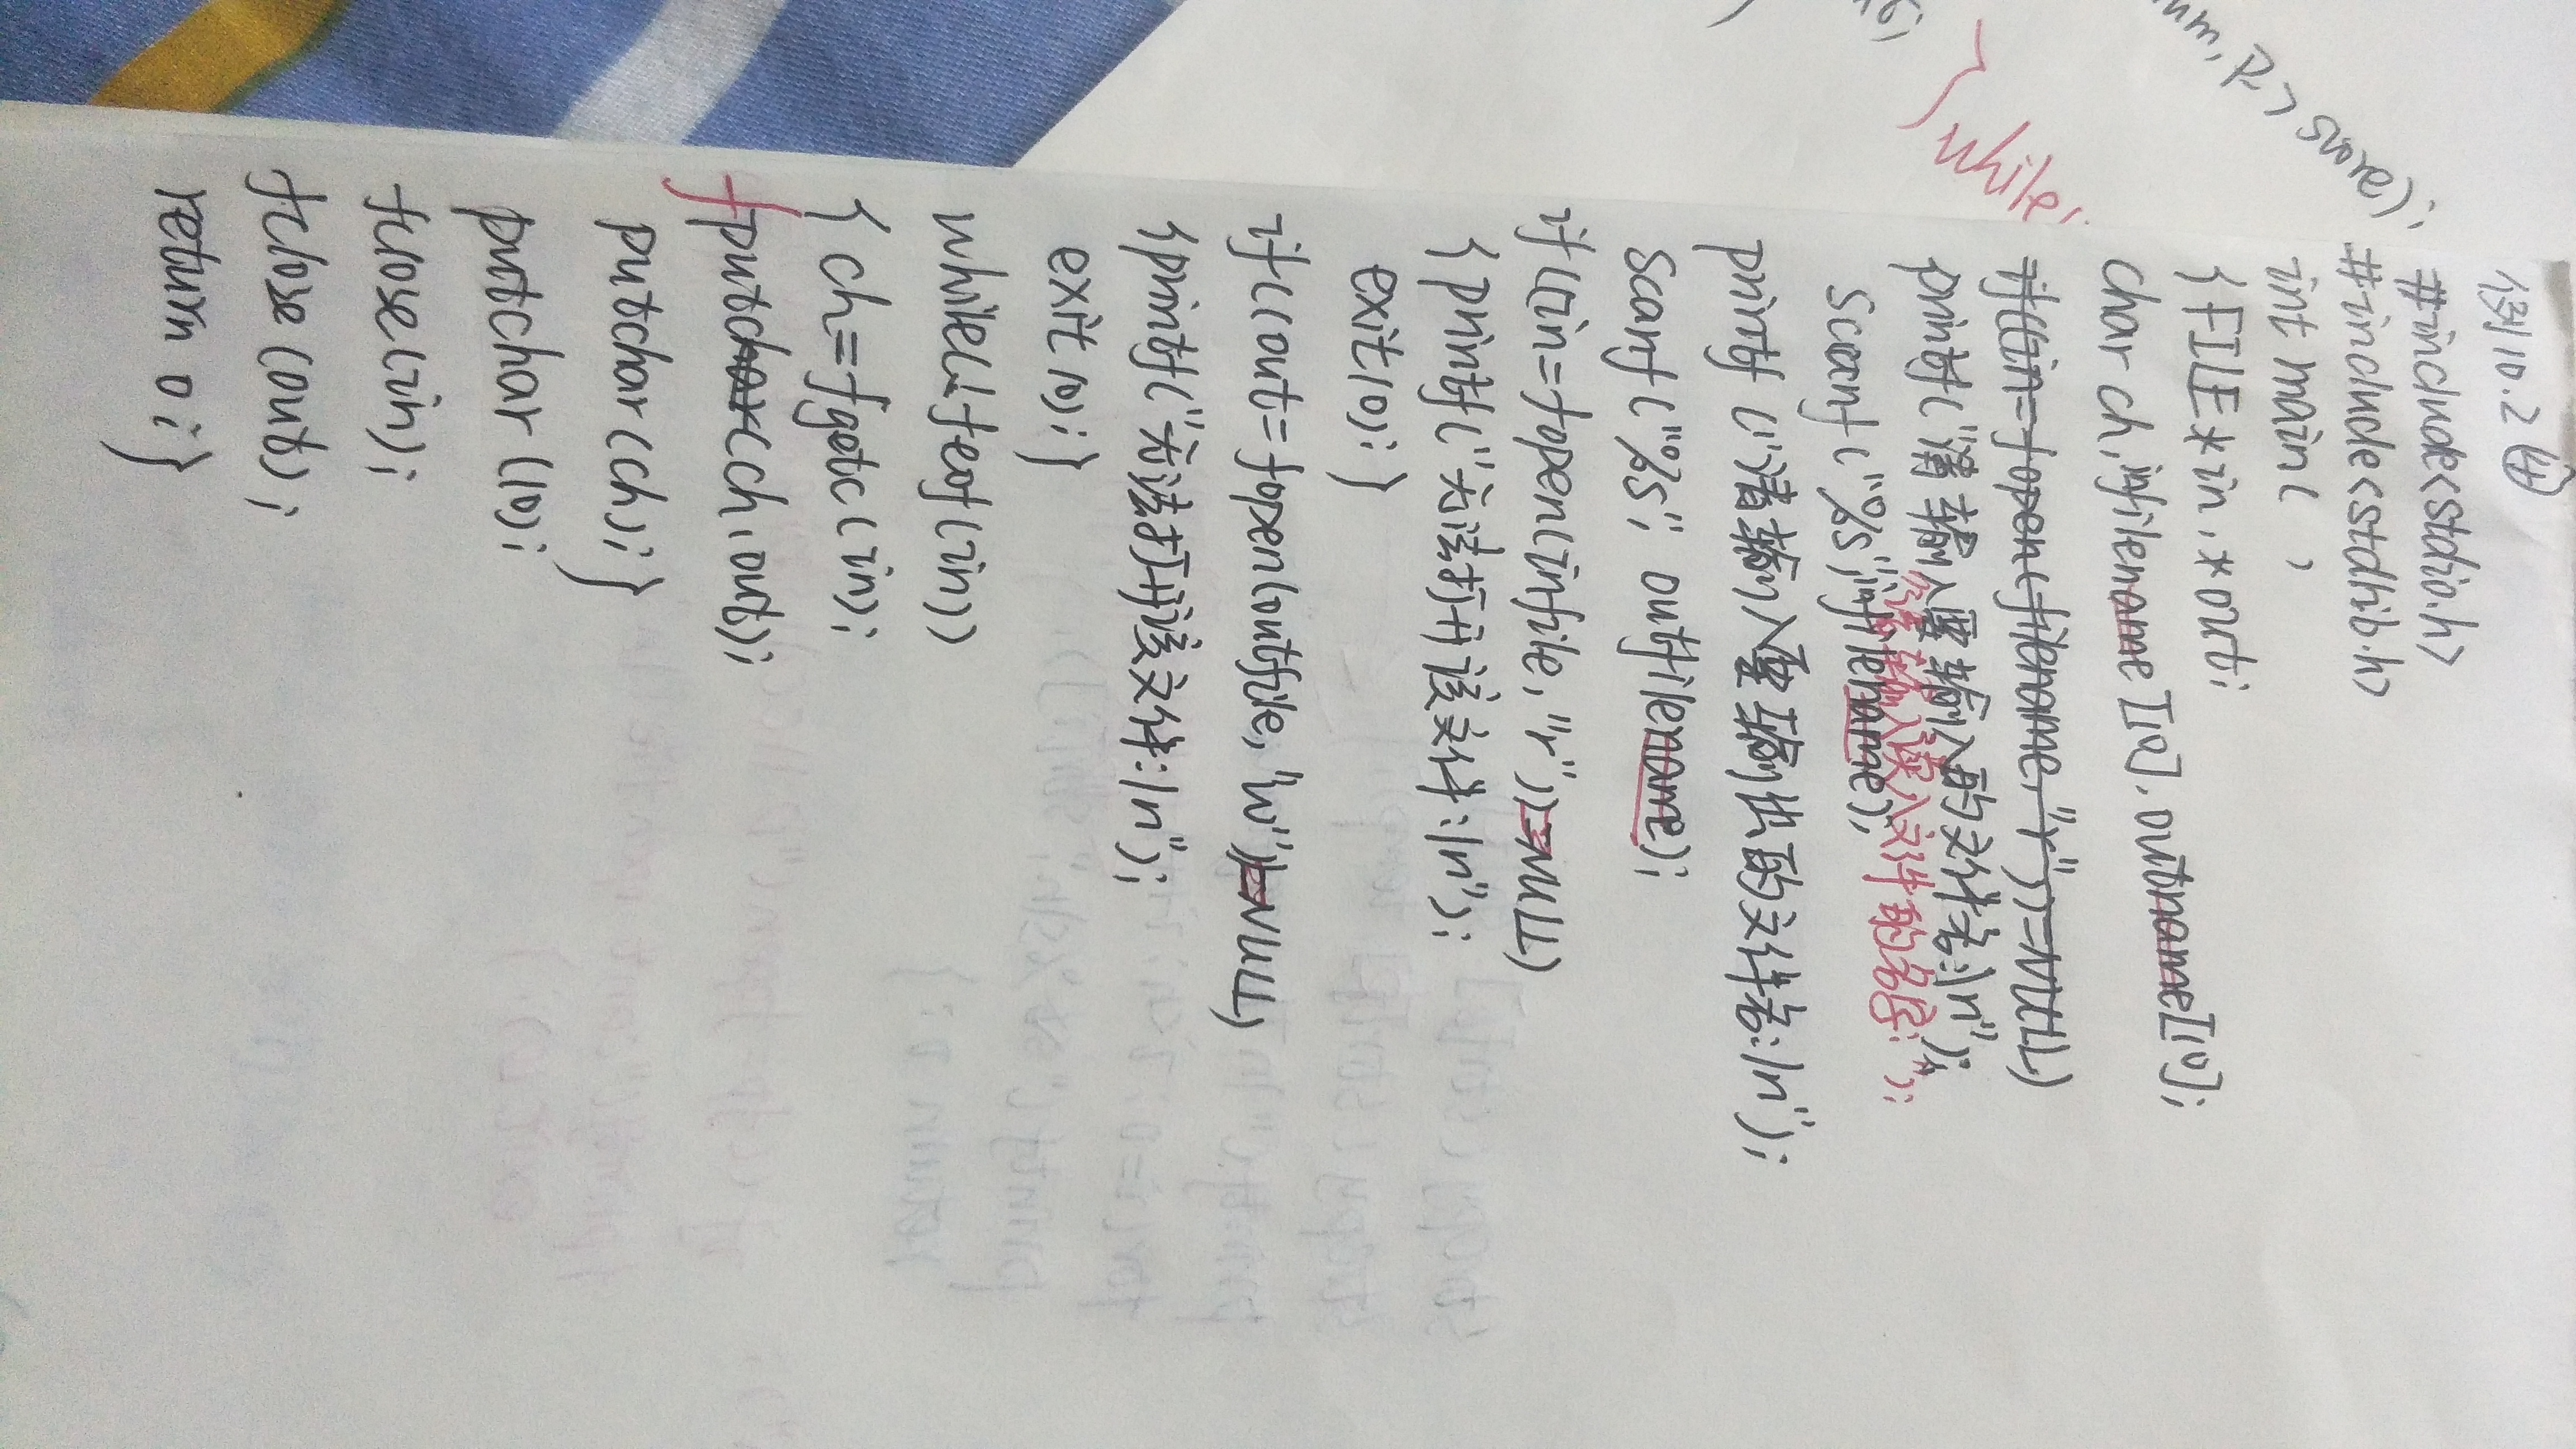 例10.2 ④
#include<stdio.h>
#include<stdlib.h>
int main( )
{FILE*in,*out;
char ch,infilename[10],outname[10];
if((in=fopen(filename,"r"))=NULL)
printf("请输入要输入的文件名:\n");
请输入读入文件的名字:");
Scanf("%s",infilename);
printf("请输入要输出的文件名:\n");
Scanf("%s", outfilename);
if((in=fopen(infile,"r"))=NULL)
{printf("无法打开该文件:\n");
exit(0);}
if((out=fopen(outfile,"w"))=NULL)
{printf("无法打开该文件:\n");
exit(0);}
while(!feof(in))
{ch=fgetc(in);
fputchar(ch,out);
putchar(ch);}
putchar(10);
fclose(in);
fclose(out);
return 0;}
score);
while